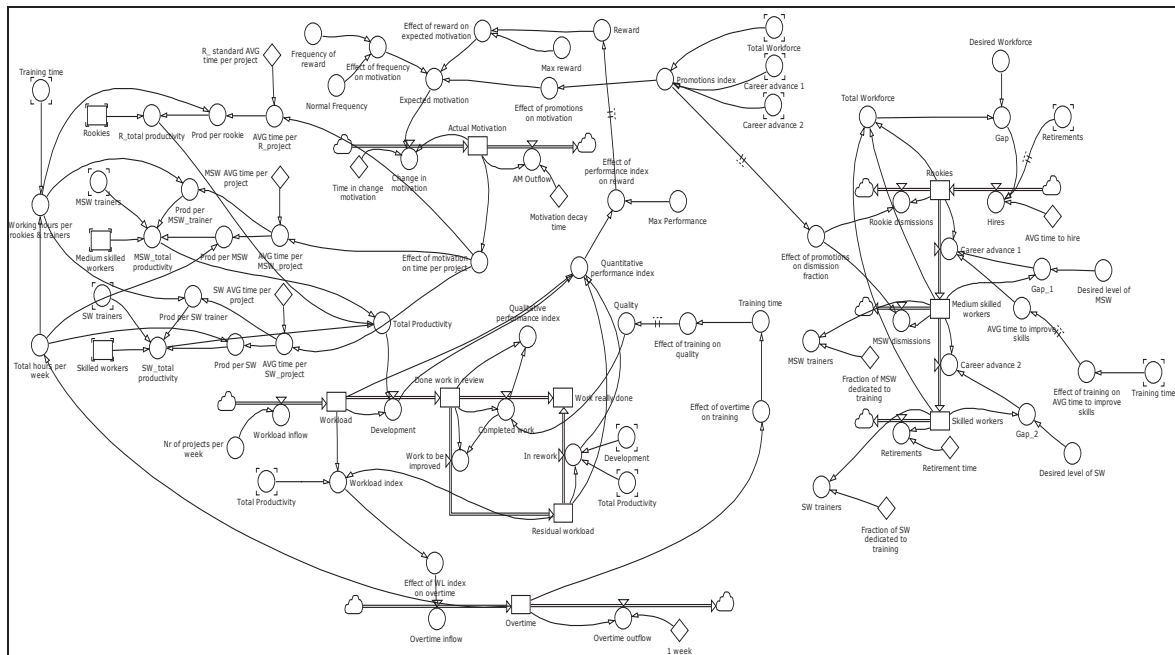 Training time
Rookies
R_total productivity
Prod per rookie
R_ standard AVG
time per project
AVG time per
R_project
Frequency of
reward
Effect of frequency
on motivation
Normal Frequency
Effect of reward on
expected motivation
Expected motivation
Max reward
Reward
Effect of promotions
on motivation
Promotions index
Total Workforce
Career advance 1
Career advance 2
Actual Motivation
Change in
motivation
Time in change
motivation
AM Outflow
Motivation decay
time
Effect of
performance index
on reward
Max Performance
Working hours per
rookies & trainers
MSW trainers
Prod per
MSW_trainer
MSW AVG time per
project
Medium skilled
workers
MSW_total
productivity
Prod per MSW
AVG time per
MSW_project
Effect of motivation
on time per project
SW trainers
Prod per SW trainer
SW AVG time per
project
Total hours per
week
Skilled workers
SW_total
productivity
Prod per SW
AVG time per
SW_project
Total Productivity
Quantitative
performance index
Qualitative
performance index
Quality
Effect of training on
quality
Training time
Effect of overtime
on training
Workload inflow
Nr of projects per
week
Workload
Development
Done work in review
Completed work
Work really done
Work to be
improved
In rework
Development
Total Productivity
Residual workload
Total Productivity
Workload index
Effect of WL index
on overtime
Overtime inflow
Overtime
Overtime outflow
1 week
Desired Workforce
Total Workforce
Gap
Retirements
Rookies
Rookie dismissions
Hires
AVG time to hire
Effect of promotions
on dismission
fraction
Career advance 1
Gap_1
Desired level of
MSW
Medium skilled
workers
MSW dismissions
AVG time to improve
skills
MSW trainers
Fraction of MSW
dedicated to
training
Career advance 2
Effect of training on
AVG time to improve
skills
Training time
Skilled workers
Retirements
Retirement time
Gap_2
Desired level of SW
SW trainers
Fraction of SW
dedicated to
training